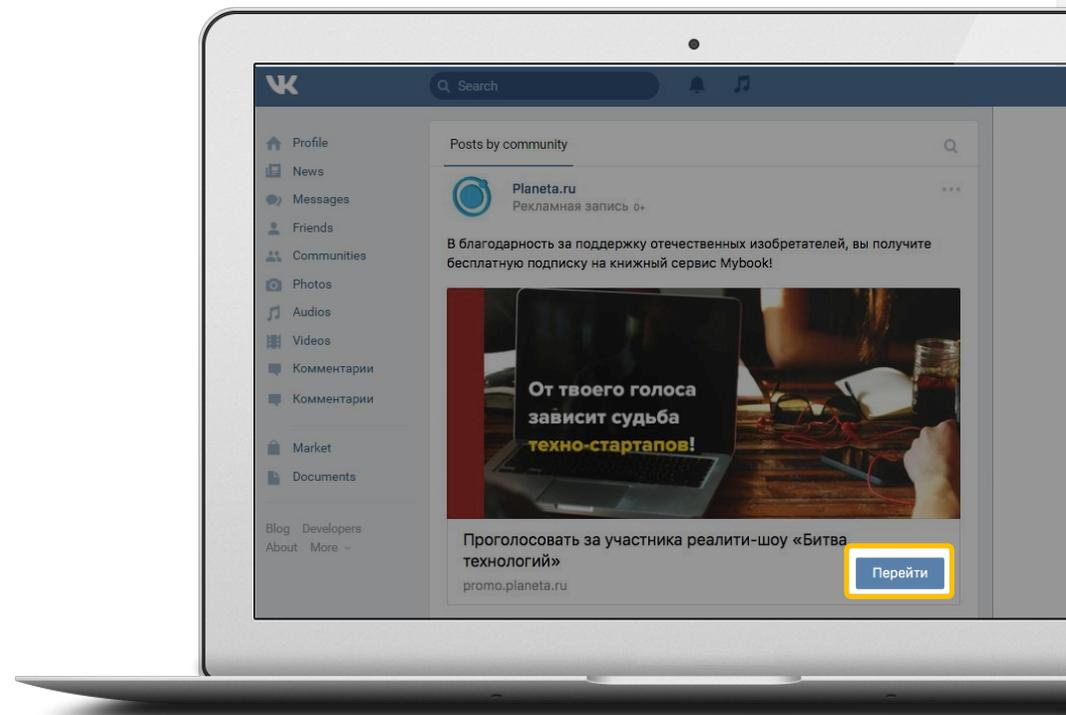 Search
Profile
News
Messages
Friends
Communities
Photos
Audios
Videos
Комментарии
Комментарии
Market
Documents
Blog Developers
About More
Posts by community
Planeta.ru
Рекламная запись 0+
В благодарность за поддержку отечественных изобретателей, вы получите
бесплатную подписку на книжный сервис Mybook!
От твоего голоса
зависит судьба
техно-стартапов!
Проголосовать за участника реалити-шоу «Битва
технологий»
promo.planeta.ru
Перейти